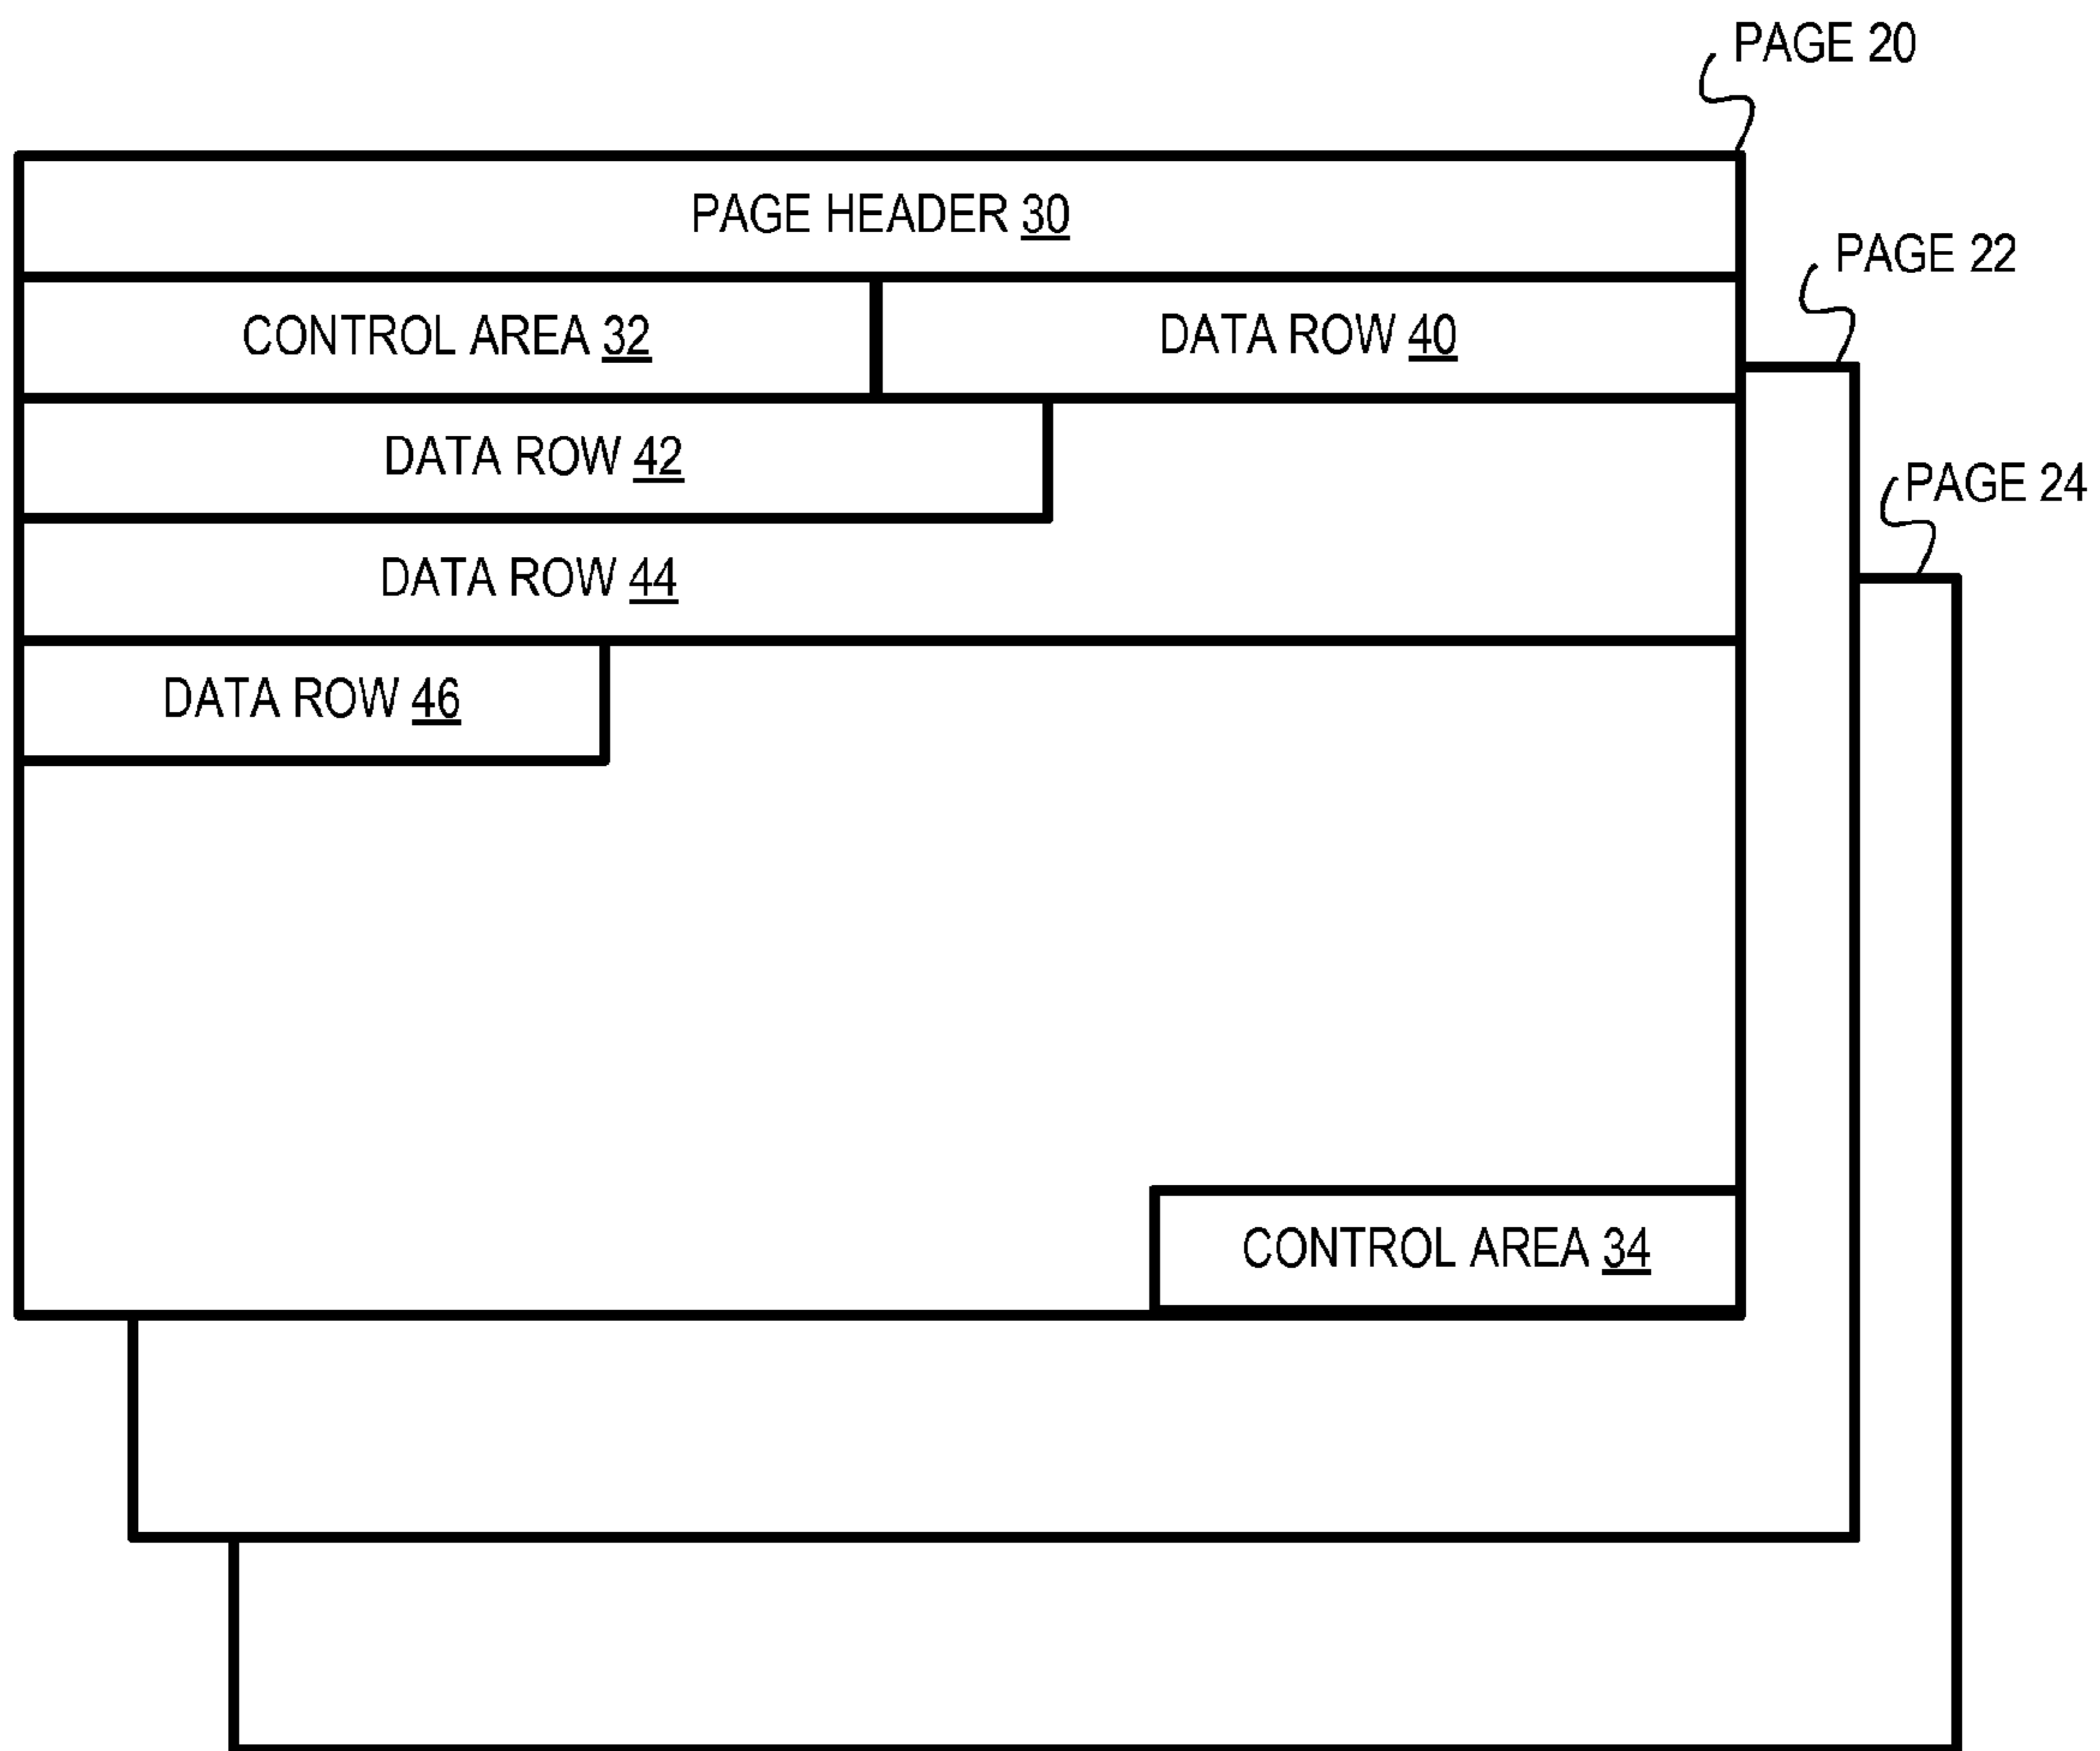 PAGE 20
PAGE HEADER 30
PAGE 22
CONTROL AREA 32
DATA ROW 40
DATA ROW 42
PAGE 24
DATA ROW 44
DATA ROW 46
CONTROL AREA 34